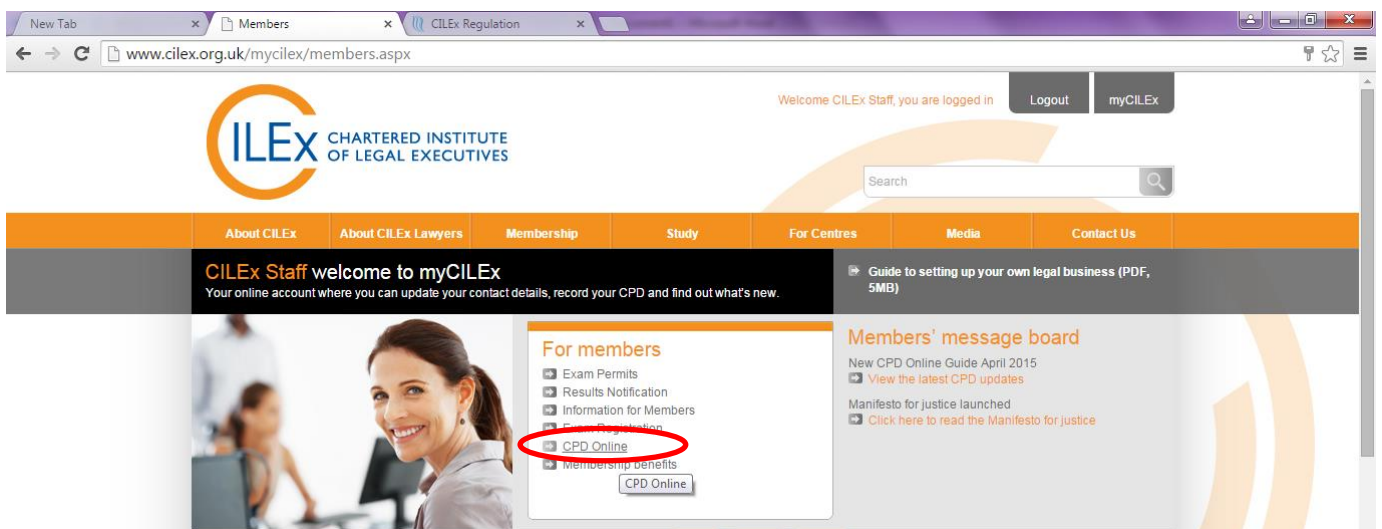 New Tab
Members
CILEx Regulation
www.cilex.org.uk/mycilex/members.aspx
Welcome CILEx Staff, you are logged in
Logout
myCILEx
CILEx CHARTERED INSTITUTE
OF LEGAL EXECUTIVES
Search
About CILEx
About CILEx Lawyers
Membership
Study
For Centres
Media
Contact Us
CILEx Staff welcome to myCILEx
Your online account where you can update your contact details, record your CPD and find out what's new.
Guide to setting up your own legal business (PDF,
5MB)
For members
Exam Permits
Results Notification
Information for Members
Exam Registration
CPD Online
Membership benefits
CPD Online
Members' message board
New CPD Online Guide April 2015
View the latest CPD updates
Manifesto for justice launched
Click here to read the Manifesto for justice